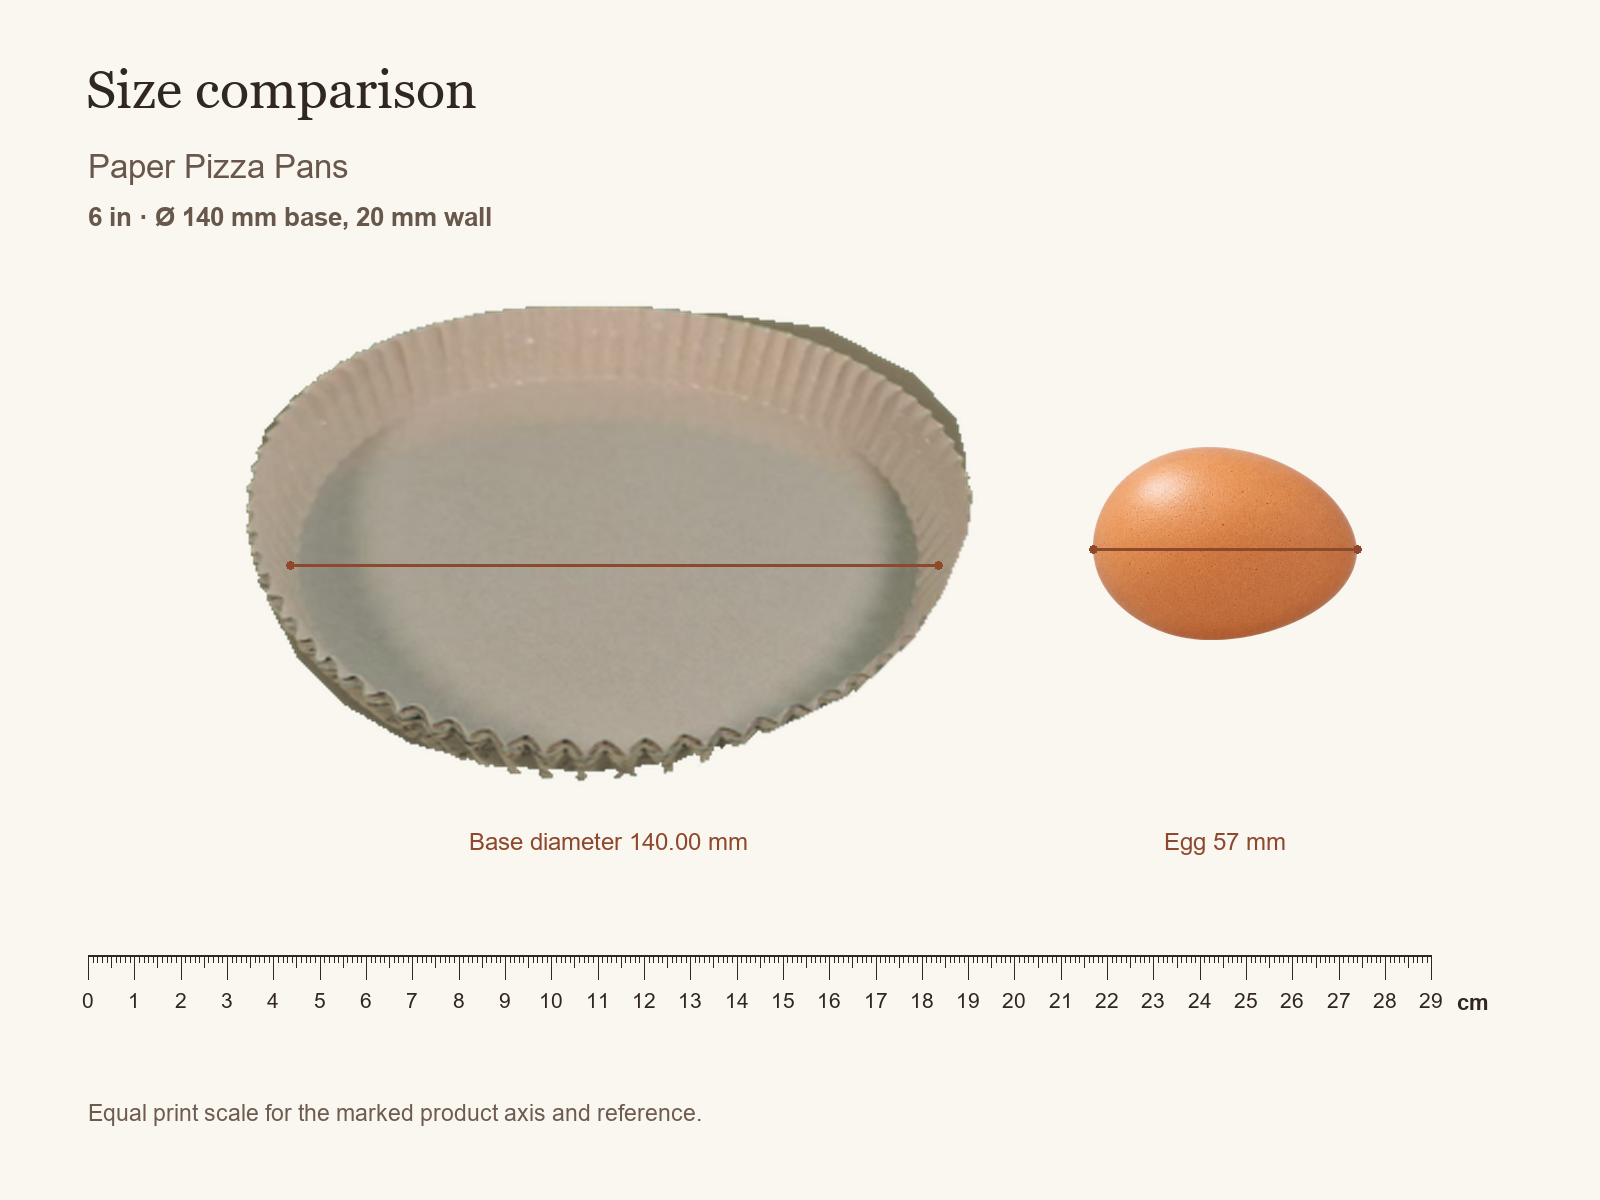 Size comparison
Paper Pizza Pans
6 in · Ø 140 mm base, 20 mm wall
Base diameter 140.00 mm
Egg 57 mm
0 1 2 3 4 5 6 7 8 9 10 11 12 13 14 15 16 17 18 19 20 21 22 23 24 25 26 27 28 29 cm
Equal print scale for the marked product axis and reference.